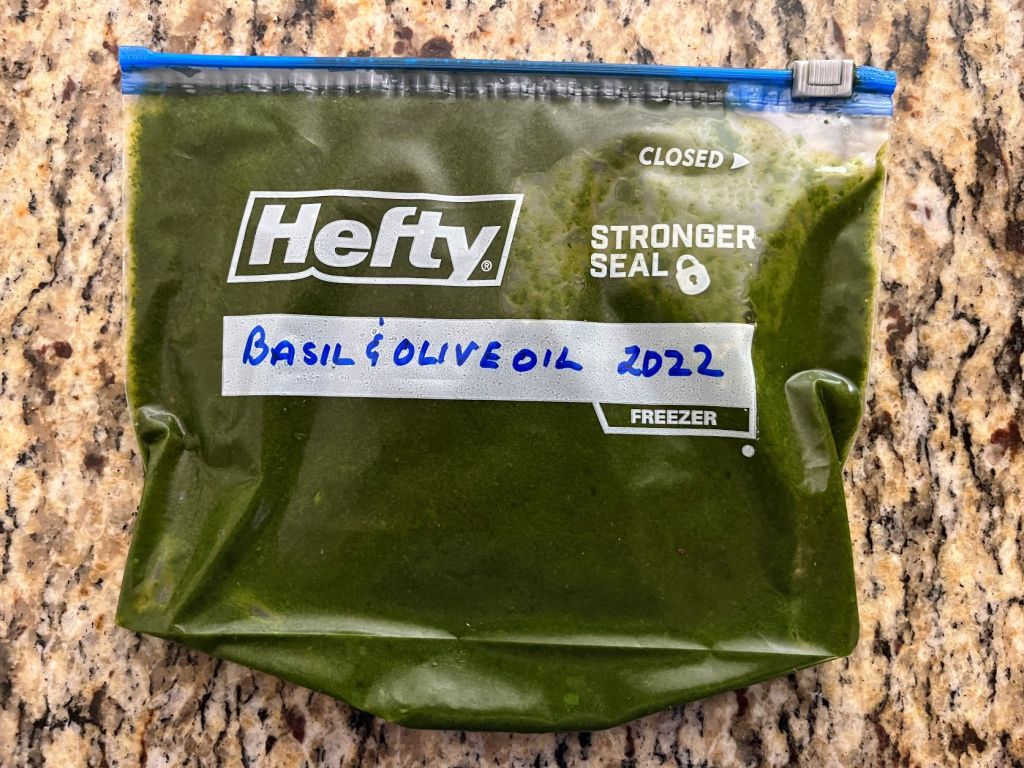 CLOSED
Hefty®
STRONGER
SEAL
BASIL & OLIVE OIL 2022
FREEZER